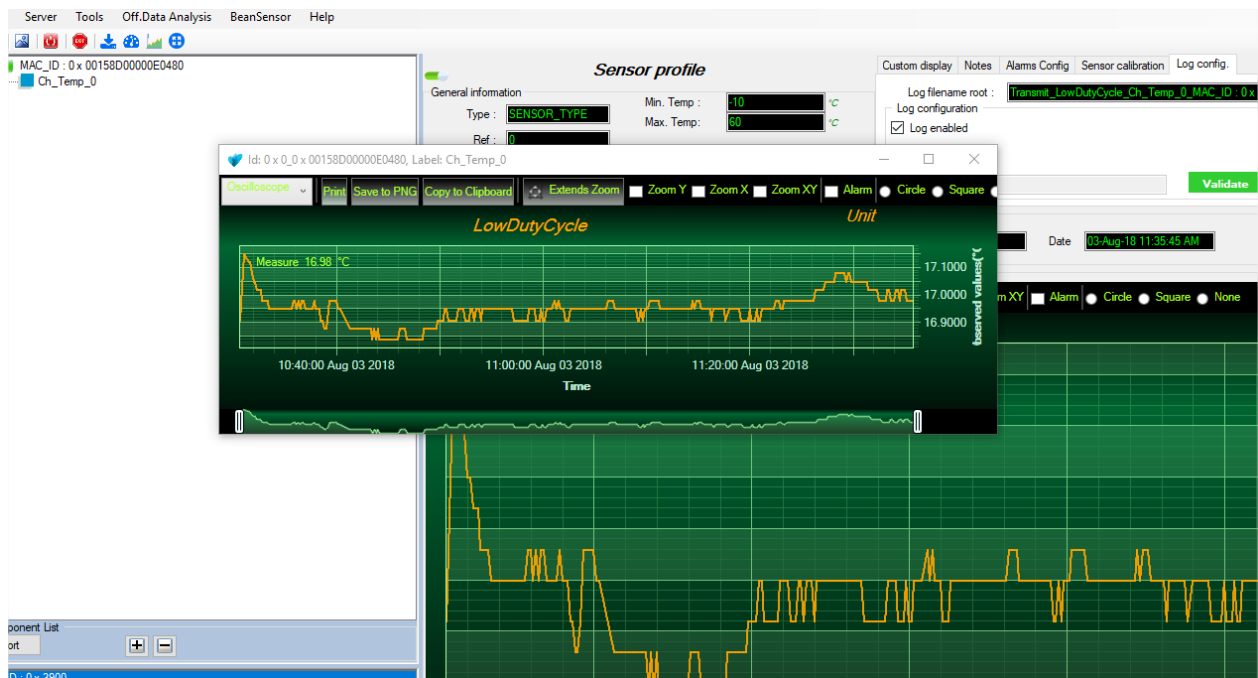 Server Tools Off.Data Analysis BeanSensor Help
MAC_ID : 0 x 00158D00000E0480
Ch_Temp_0
Sensor profile
General information
Type : SENSOR_TYPE
Ref : 0
Min. Temp : -10 °C
Max. Temp: 60 °C
Custom display Notes Alarms Config Sensor calibration Log config.
Log filename root : Transmit_LowDutyCycle_Ch_Temp_0_MAC_ID : 0 x
Log configuration
Log enabled
Validate
Date 03-Aug-18 11:35:45 AM
Id: 0 x 0_0 x 00158D00000E0480, Label: Ch_Temp_0
Oscilloscope Print Save to PNG Copy to Clipboard Extends Zoom Zoom Y Zoom X Zoom XY Alarm Circle Square
LowDutyCycle
Unit
Measure 16.98 °C
17.1000
17.0000
16.9000
bserved values(°(
10:40:00 Aug 03 2018 11:00:00 Aug 03 2018 11:20:00 Aug 03 2018
Time
m XY Alarm Circle Square None
ponent List
ort
D : 0 x 3900